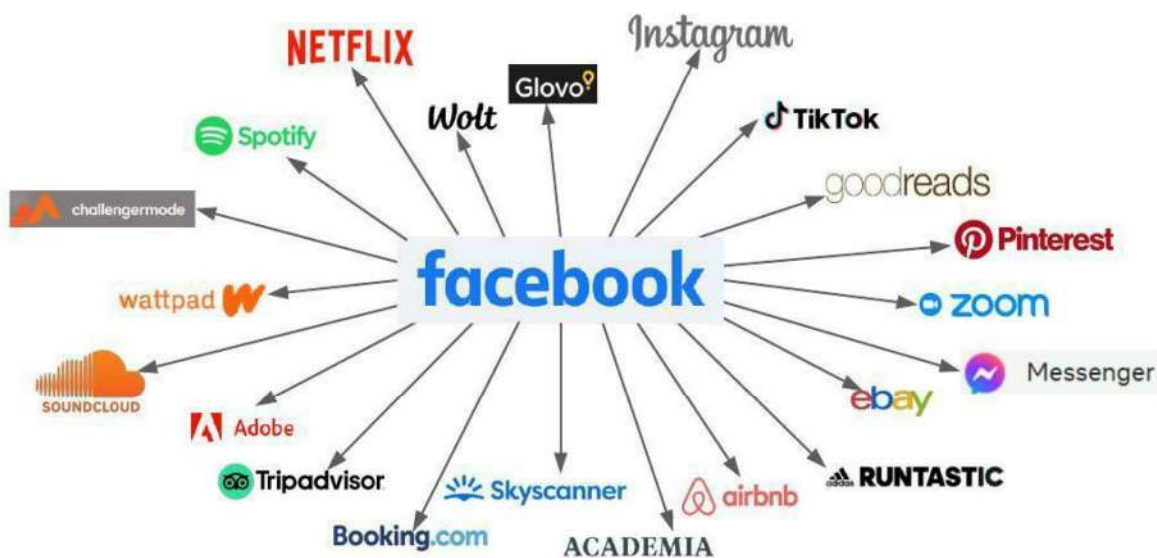 Instagram
NETFLIX
Glovo
Wolt
TikTok
Spotify
goodreads
challengermode
Pinterest
facebook
wattpad
zoom
Messenger
SOUNDCLOUD
ebay
Adobe
Tripadvisor
Skyscanner
airbnb
adidas RUNTASTIC
Booking.com
ACADEMIA